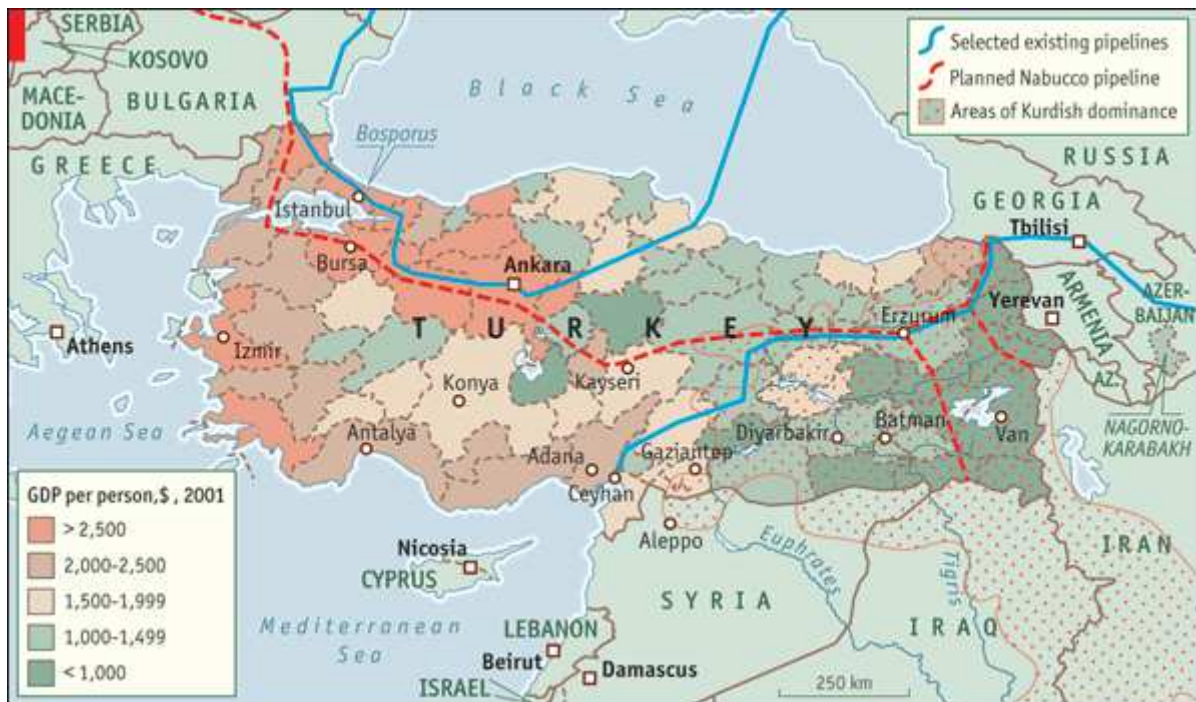 SERBIA
KOSOVO
MACE-
DONIA
BULGARIA
GREECE
Black Sea
Bosporus
Selected existing pipelines
Planned Nabucco pipeline
Areas of Kurdish dominance
RUSSIA
GEORGIA
Tbilisi
Istanbul
Bursa
Ankara
Erzurum
Yerevan
ARMENIA
AZER-
BAIJAN
AZ.
NAGORNO-
KARABAKH
TURKEY
Athens
Izmir
Konya
Kayseri
Aegean Sea
Antalya
Adana
Ceyhan
Gaziantep
Diyarbakir
Batman
Van
GDP per person,$, 2001
> 2,500
2,000-2,500
1,500-1,999
1,000-1,499
< 1,000
Nicosia
CYPRUS
Aleppo
Euphrates
Tigris
IRAN
SYRIA
IRAQ
Mediterranean
Sea
LEBANON
Beirut
Damascus
ISRAEL
250 km